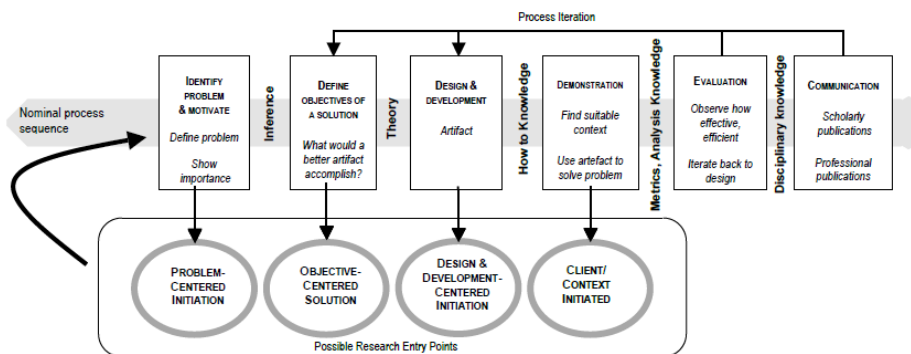 Process Iteration
Nominal process
sequence
IDENTIFY
PROBLEM
& MOTIVATE
Define problem
Show
importance
Inference
DEFINE
OBJECTIVES OF
A SOLUTION
What would a
better artifact
accomplish?
Theory
DESIGN &
DEVELOPMENT
Artifact
How to Knowledge
DEMONSTRATION
Find suitable
context
Use artefact to
solve problem
Metrics, Analysis Knowledge
EVALUATION
Observe how
effective,
efficient
Iterate back to
design
Disciplinary knowledge
COMMUNICATION
Scholarly
publications
Professional
publications
PROBLEM-
CENTERED
INITIATION
OBJECTIVE-
CENTERED
SOLUTION
DESIGN &
DEVELOPMENT-
CENTERED
INITIATION
CLIENT/
CONTEXT
INITIATED
Possible Research Entry Points